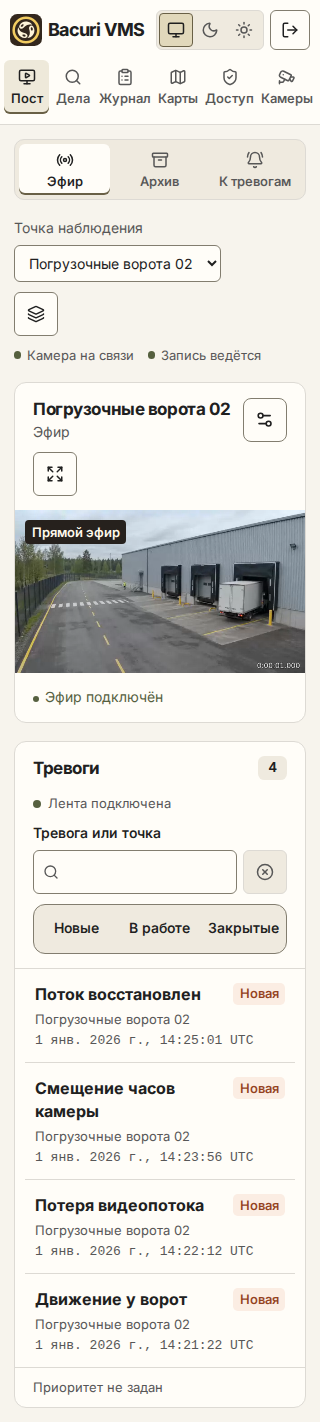 Bacuri VMS
Пост Дела Журнал Карты Доступ Камеры
Эфир Архив К тревогам
Точка наблюдения
Погрузочные ворота 02
Камера на связи Запись ведётся
Погрузочные ворота 02
Эфир
Прямой эфир
0:00 01.000
Эфир подключён
Тревоги 4
Лента подключена
Тревога или точка
Новые В работе Закрытые
Поток восстановлен Новая
Погрузочные ворота 02
1 янв. 2026 г., 14:25:01 UTC
Смещение часов Новая
камеры
Погрузочные ворота 02
1 янв. 2026 г., 14:23:56 UTC
Потеря видеопотока Новая
Погрузочные ворота 02
1 янв. 2026 г., 14:22:12 UTC
Движение у ворот Новая
Погрузочные ворота 02
1 янв. 2026 г., 14:21:22 UTC
Приоритет не задан